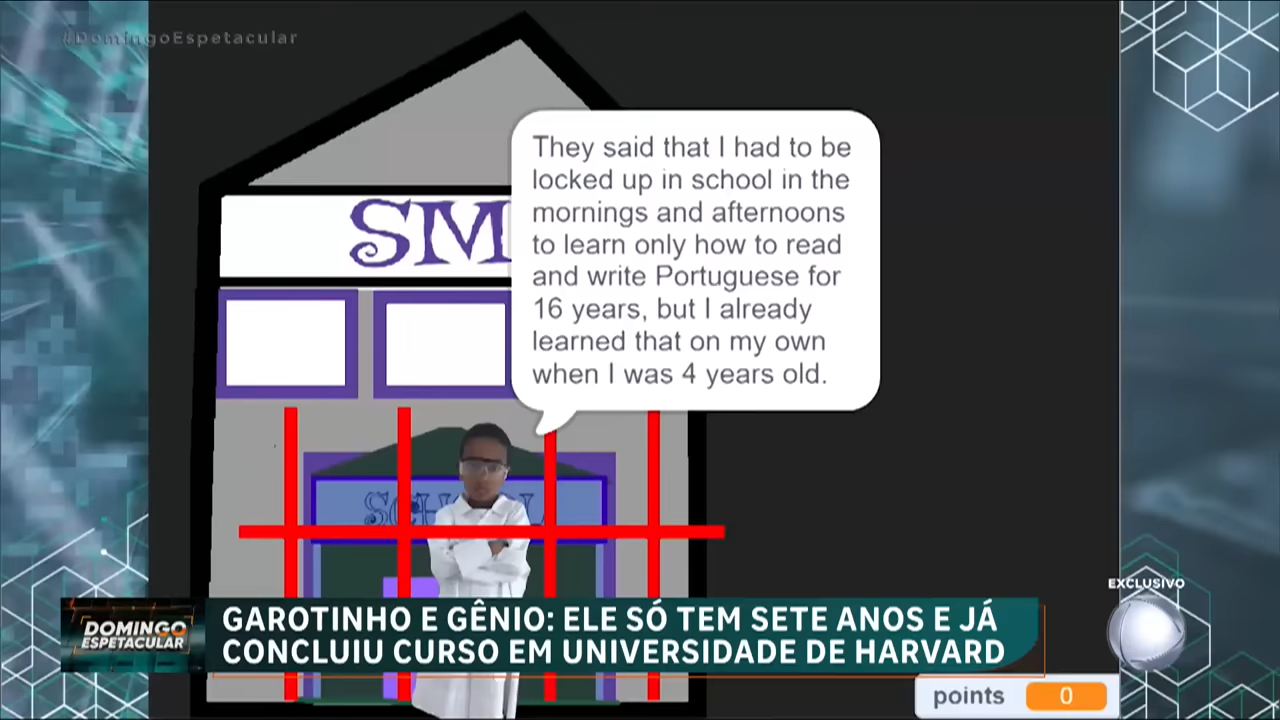 #DomingoEspetacular
They said that I had to be
locked up in school in the
mornings and afternoons
to learn only how to read
and write Portuguese for
16 years, but I already
learned that on my own
when I was 4 years old.
SM
EXCLUSIVO
DOMINGO
ESPETACULAR
GAROTINHO E GÊNIO: ELE SÓ TEM SETE ANOS E JÁ
CONCLUIU CURSO EM UNIVERSIDADE DE HARVARD
points 0